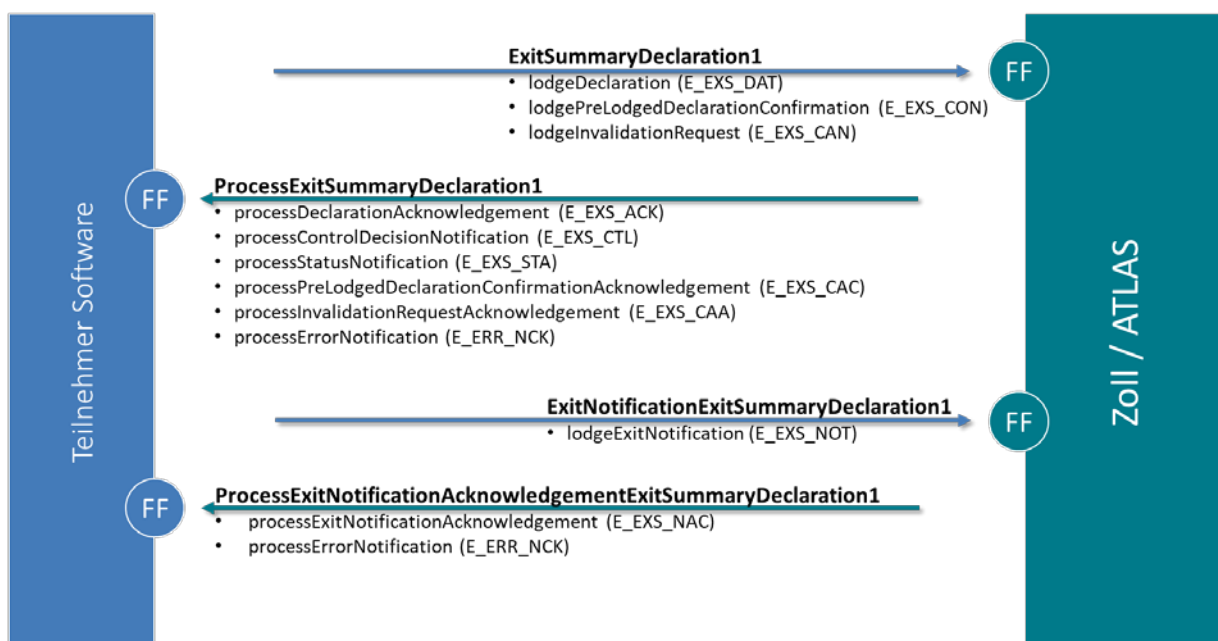 Teilnehmer Software
ExitSummaryDeclaration1
FF
• lodgeDeclaration (E_EXS_DAT)
• lodgePreLodgedDeclarationConfirmation (E_EXS_CON)
• lodgeInvalidationRequest (E_EXS_CAN)
ProcessExitSummaryDeclaration1
FF
• processDeclarationAcknowledgement (E_EXS_ACK)
• processControlDecisionNotification (E_EXS_CTL)
• processStatusNotification (E_EXS_STA)
• processPreLodgedDeclarationConfirmationAcknowledgement (E_EXS_CAC)
• processInvalidationRequestAcknowledgement (E_EXS_CAA)
• processErrorNotification (E_ERR_NCK)
ExitNotificationExitSummaryDeclaration1
FF
• lodgeExitNotification (E_EXS_NOT)
ProcessExitNotificationAcknowledgementExitSummaryDeclaration1
FF
• processExitNotificationAcknowledgement (E_EXS_NAC)
• processErrorNotification (E_ERR_NCK)
Zoll / ATLAS